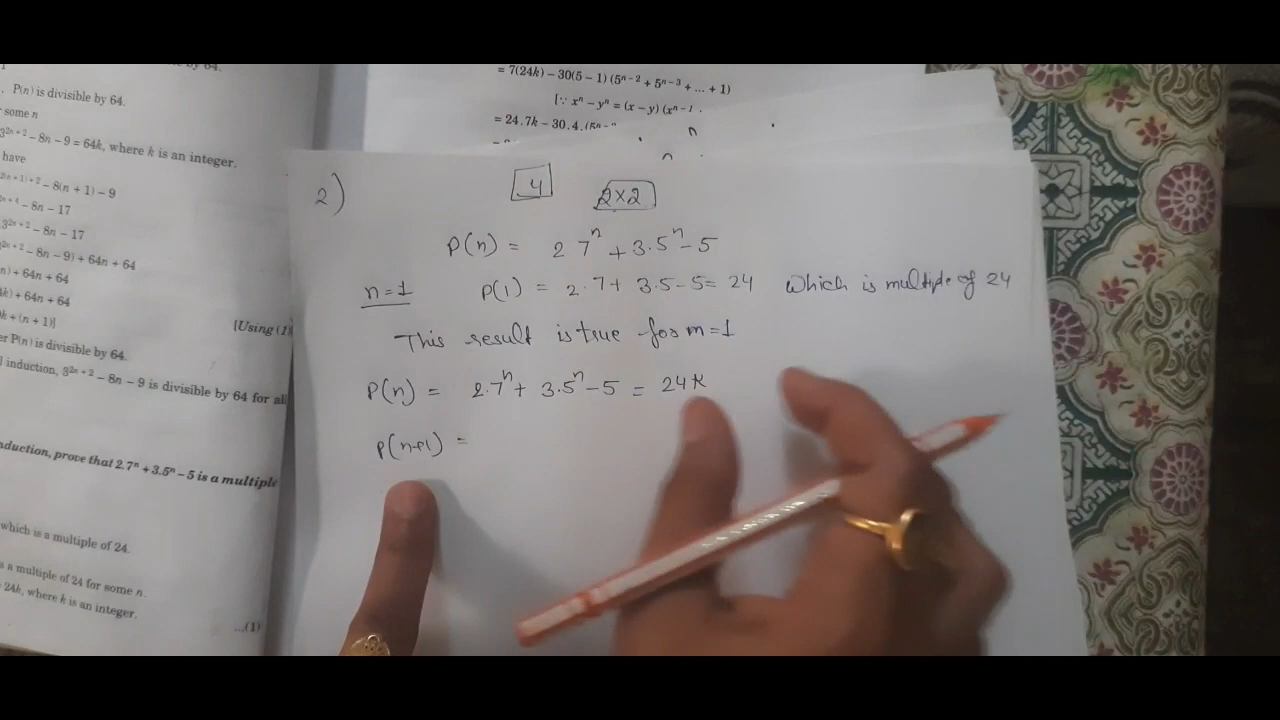 P(n) is divisible by 64.
some n
3²ⁿ⁺² – 8n – 9 = 64k, where k is an integer.
have
– 8(n + 1) – 9
– 8n – 17
3²ⁿ⁺² – 8n – 17
– 8n – 9) + 64n + 64
n) + 64n + 64
k) + 64n + 64
k + (n + 1)]
[Using (1)
er P(n) is divisible by 64.
induction, 3²ⁿ⁺² – 8n – 9 is divisible by 64 for all
duction, prove that 2.7ⁿ + 3.5ⁿ – 5 is a multiple
which is a multiple of 24.
a multiple of 24 for some n.
24k, where k is an integer.
...(1)
= 7(24k) – 30(5 – 1) (5ⁿ⁻² + 5ⁿ⁻³ + ... + 1)
[∵ xⁿ – yⁿ = (x – y) (xⁿ⁻¹
= 24.7k – 30.4.(5ⁿ⁻
2)
4
2×2
P(n) = 2 7ⁿ + 3.5ⁿ – 5
n=1 P(1) = 2.7+ 3.5–5= 24 Which is multiple of 24
This result is true for n=1
P(n) = 2.7ⁿ+ 3.5ⁿ–5 = 24k
P(n+1) =